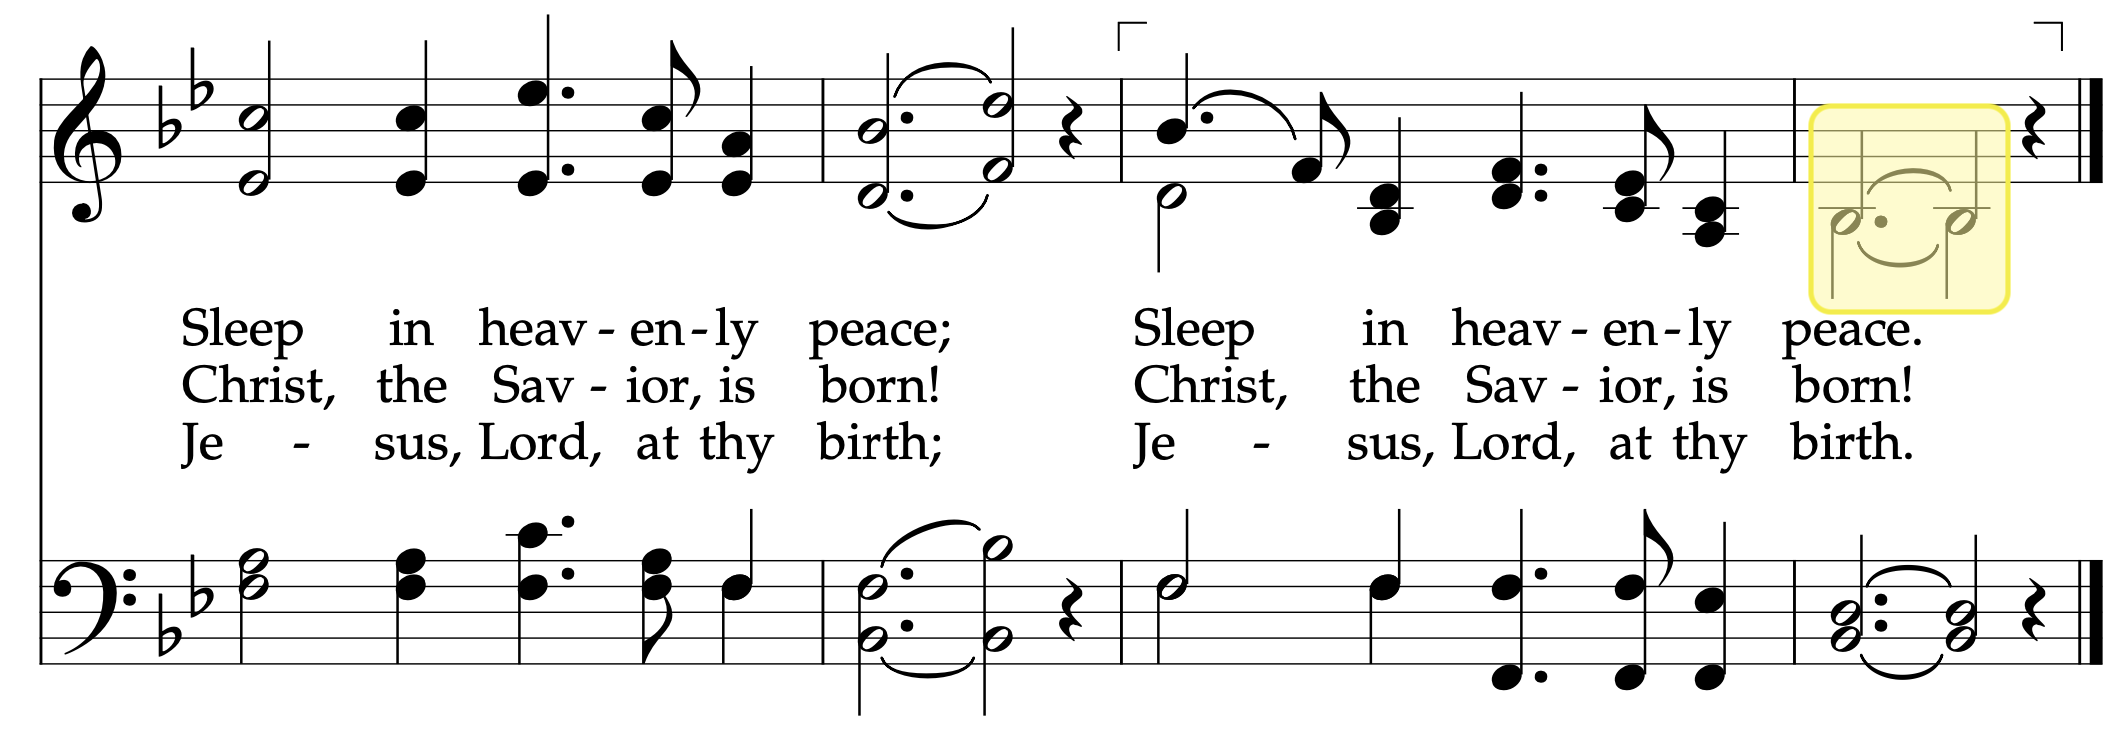 Sleep in heav - en - ly peace; Sleep in heav - en - ly peace.
Christ, the Sav - ior, is born! Christ, the Sav - ior, is born!
Je - sus, Lord, at thy birth; Je - sus, Lord, at thy birth.